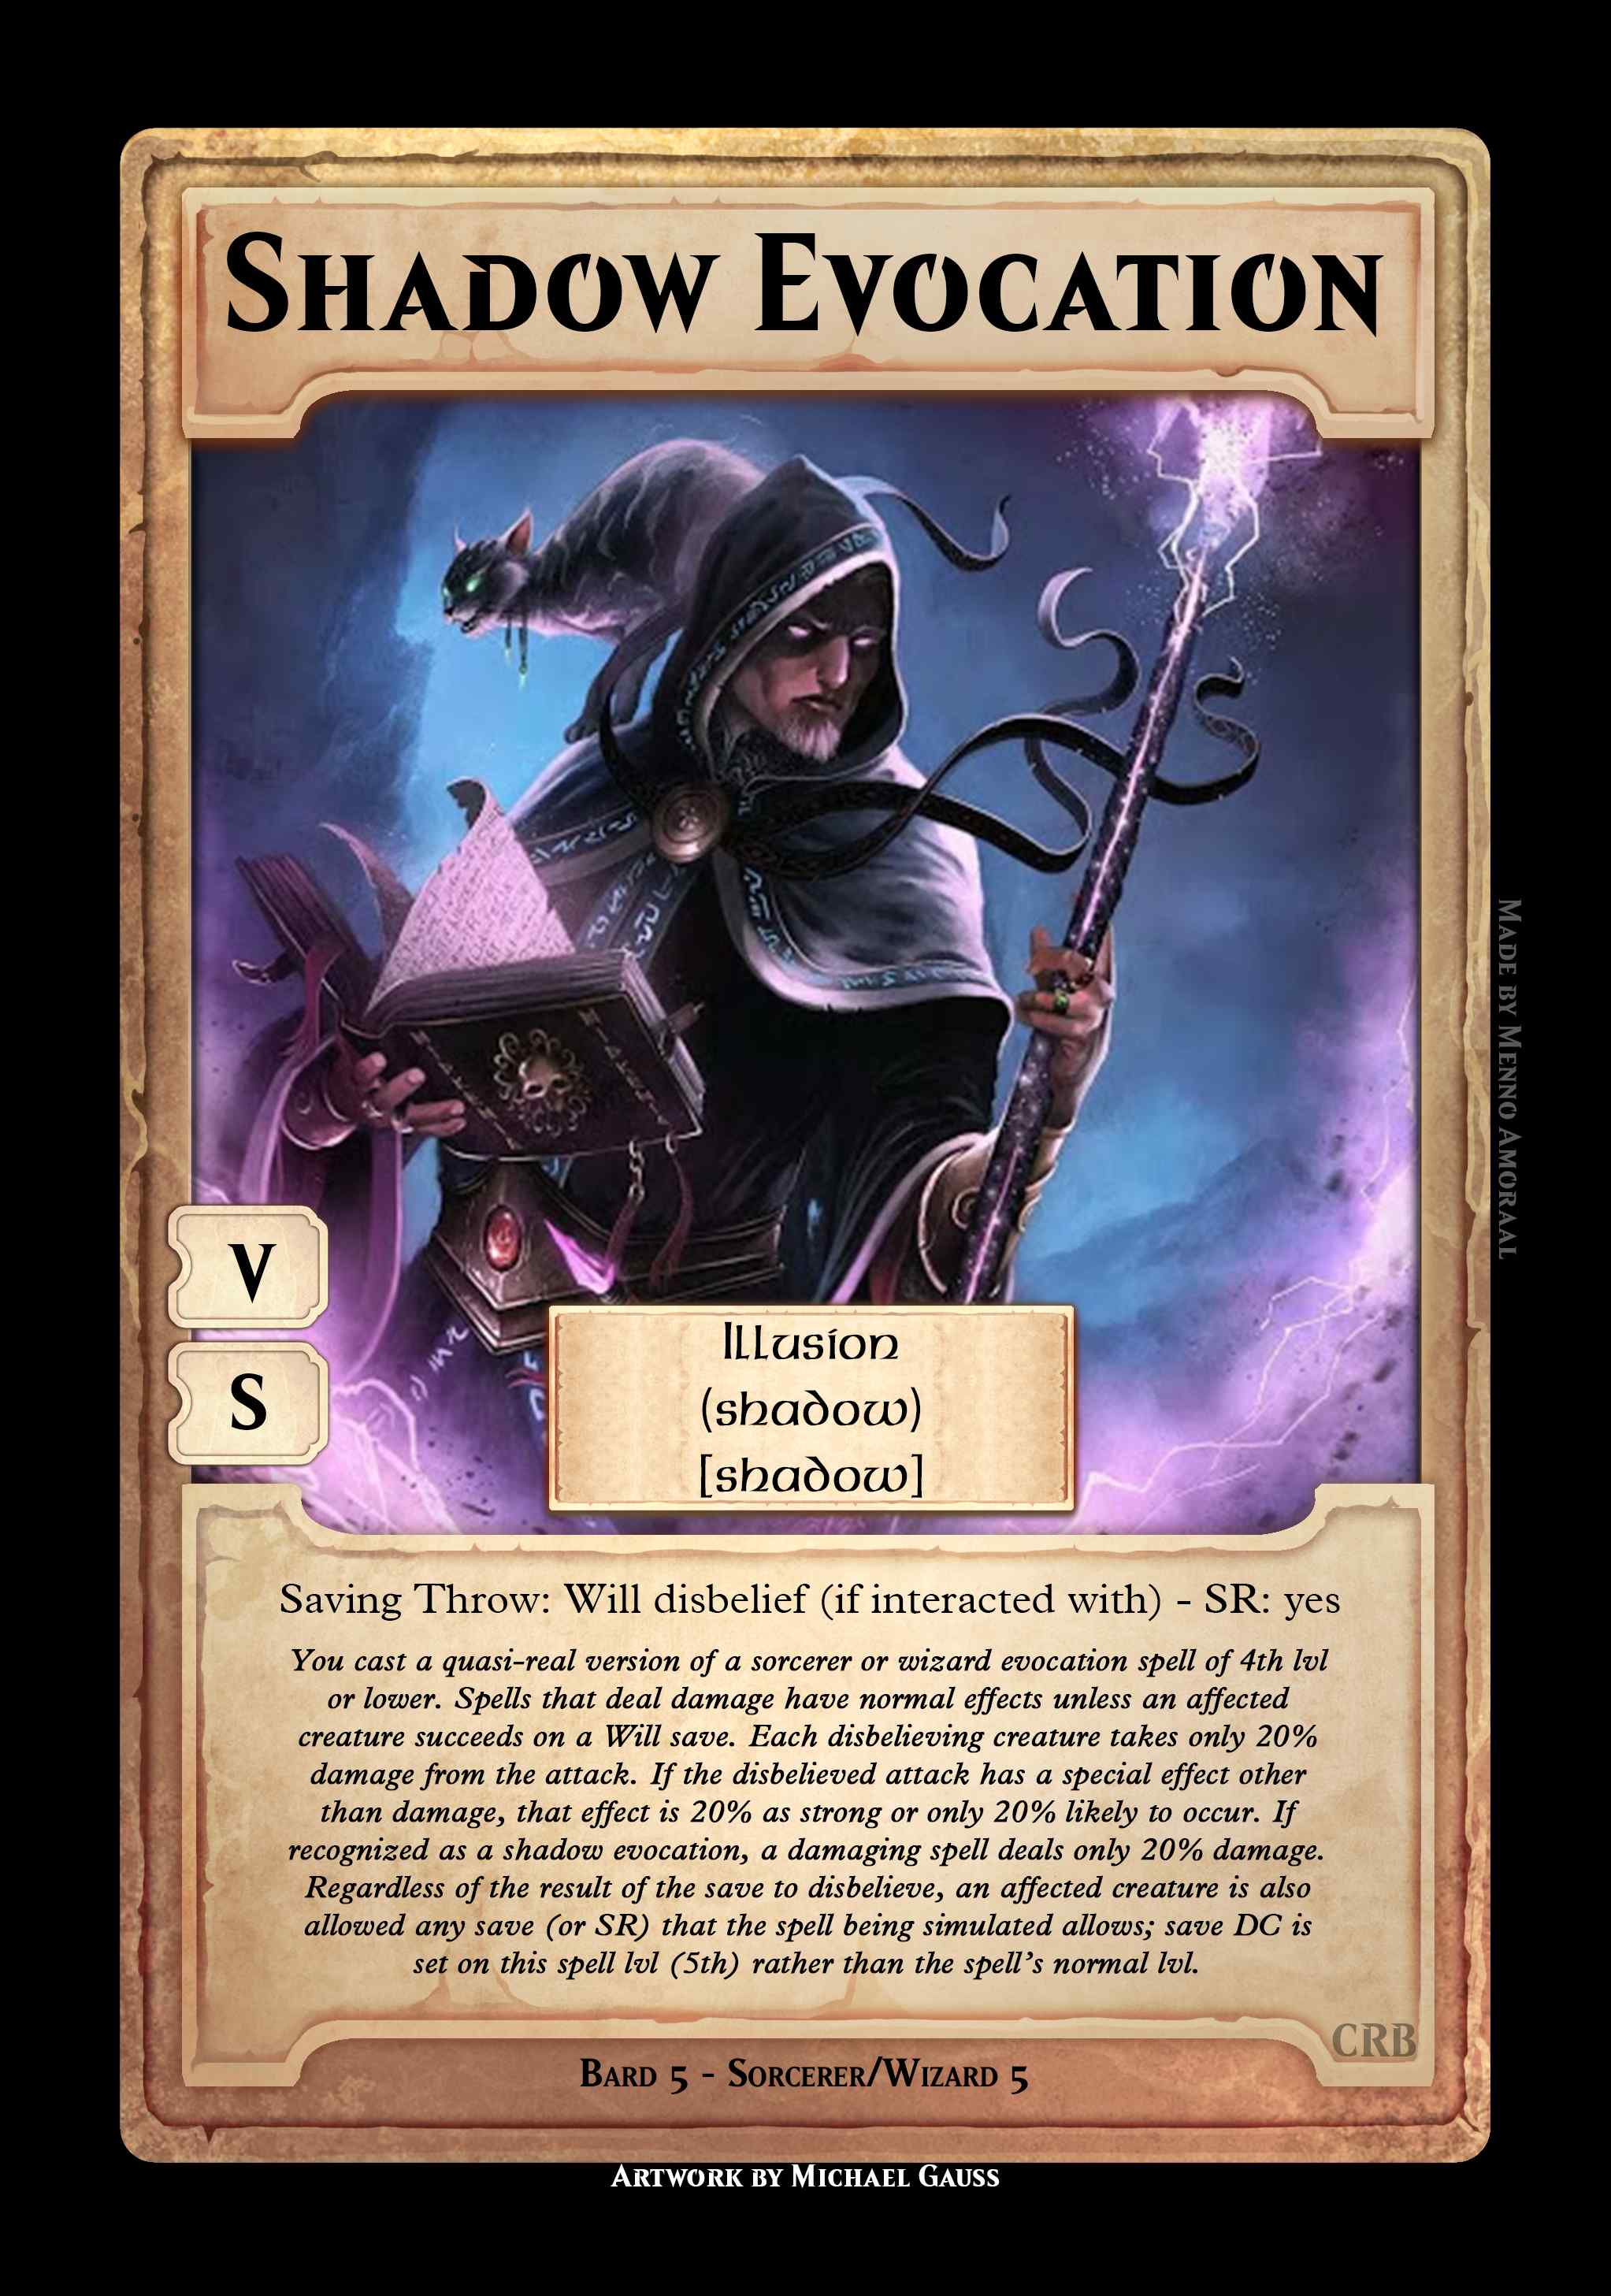 Shadow Evocation
V
S
Illusion
(shadow)
[shadow]
Saving Throw: Will disbelief (if interacted with) - SR: yes
You cast a quasi-real version of a sorcerer or wizard evocation spell of 4th lvl
or lower. Spells that deal damage have normal effects unless an affected
creature succeeds on a Will save. Each disbelieving creature takes only 20%
damage from the attack. If the disbelieved attack has a special effect other
than damage, that effect is 20% as strong or only 20% likely to occur. If
recognized as a shadow evocation, a damaging spell deals only 20% damage.
Regardless of the result of the save to disbelieve, an affected creature is also
allowed any save (or SR) that the spell being simulated allows; save DC is
set on this spell lvl (5th) rather than the spell's normal lvl.
CRB
Bard 5 - Sorcerer/Wizard 5
Artwork by Michael Gauss
Made by Menno Amoraal